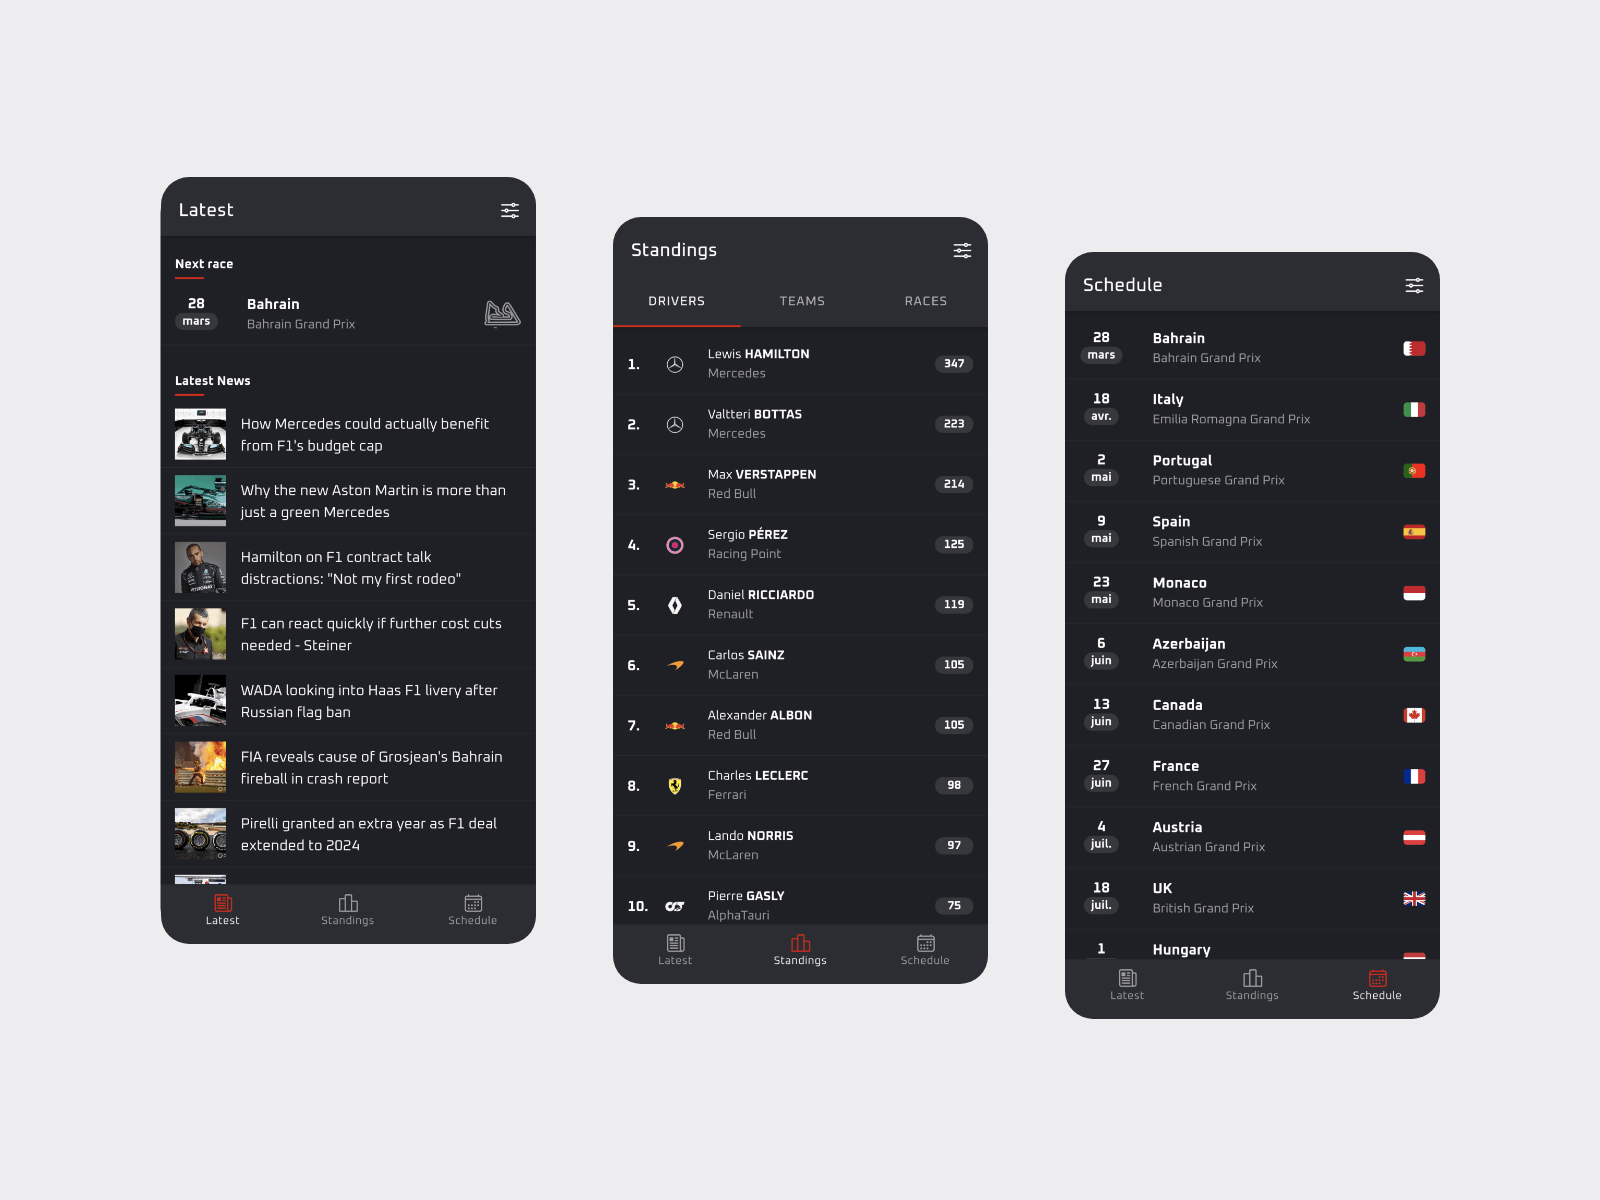 Latest
Next race
28
mars
Bahrain
Bahrain Grand Prix
Latest News
How Mercedes could actually benefit
from F1's budget cap
Why the new Aston Martin is more than
just a green Mercedes
Hamilton on F1 contract talk
distractions: "Not my first rodeo"
F1 can react quickly if further cost cuts
needed - Steiner
WADA looking into Haas F1 livery after
Russian flag ban
FIA reveals cause of Grosjean's Bahrain
fireball in crash report
Pirelli granted an extra year as F1 deal
extended to 2024
Latest
Standings
Schedule
Standings
DRIVERS
TEAMS
RACES
1.
Lewis HAMILTON
Mercedes
347
2.
Valtteri BOTTAS
Mercedes
223
3.
Max VERSTAPPEN
Red Bull
214
4.
Sergio PÉREZ
Racing Point
125
5.
Daniel RICCIARDO
Renault
119
6.
Carlos SAINZ
McLaren
105
7.
Alexander ALBON
Red Bull
105
8.
Charles LECLERC
Ferrari
98
9.
Lando NORRIS
McLaren
97
10.
Pierre GASLY
AlphaTauri
75
Latest
Standings
Schedule
Schedule
28
mars
Bahrain
Bahrain Grand Prix
18
avr.
Italy
Emilia Romagna Grand Prix
2
mai
Portugal
Portuguese Grand Prix
9
mai
Spain
Spanish Grand Prix
23
mai
Monaco
Monaco Grand Prix
6
juin
Azerbaijan
Azerbaijan Grand Prix
13
juin
Canada
Canadian Grand Prix
27
juin
France
French Grand Prix
4
juil.
Austria
Austrian Grand Prix
18
juil.
UK
British Grand Prix
1
Hungary
Latest
Standings
Schedule